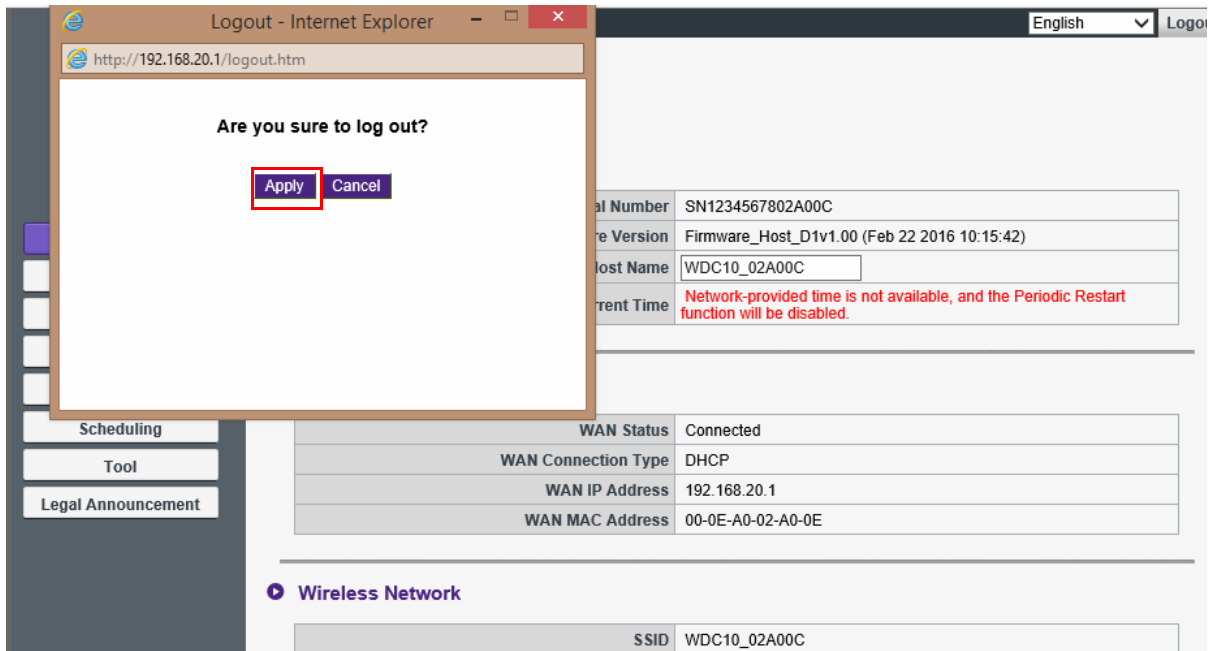 Logout - Internet Explorer
http://192.168.20.1/logout.htm
Are you sure to log out?
Apply Cancel
English Logou
al Number SN1234567802A00C
re Version Firmware_Host_D1v1.00 (Feb 22 2016 10:15:42)
Host Name WDC10_02A00C
rrent Time Network-provided time is not available, and the Periodic Restart
function will be disabled.
Scheduling
Tool
Legal Announcement
WAN Status Connected
WAN Connection Type DHCP
WAN IP Address 192.168.20.1
WAN MAC Address 00-0E-A0-02-A0-0E
Wireless Network
SSID WDC10_02A00C